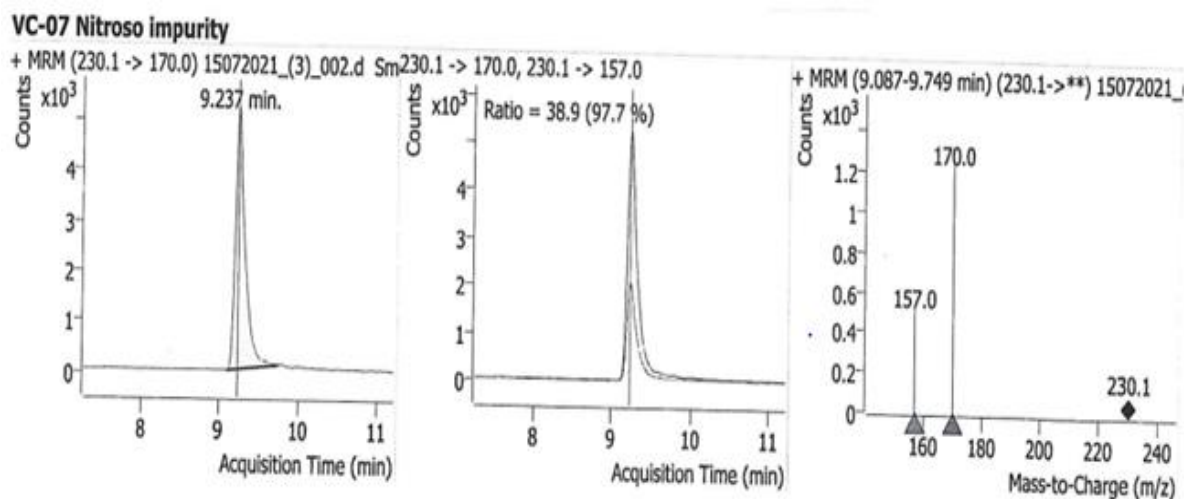 VC-07 Nitroso impurity
+ MRM (230.1 -> 170.0) 15072021_(3)_002.d Sm
Counts
x10³
9.237 min.
4
3
2
1
0
8 9 10 11
Acquisition Time (min)
230.1 -> 170.0, 230.1 -> 157.0
Counts
x10³
Ratio = 38.9 (97.7 %)
4
3
2
1
0
8 9 10 11
Acquisition Time (min)
+ MRM (9.087-9.749 min) (230.1->**) 15072021_
Counts
x10³
170.0
1.2
1
0.8
157.0
0.6
0.4
0.2
230.1
0
160 180 200 220 240
Mass-to-Charge (m/z)